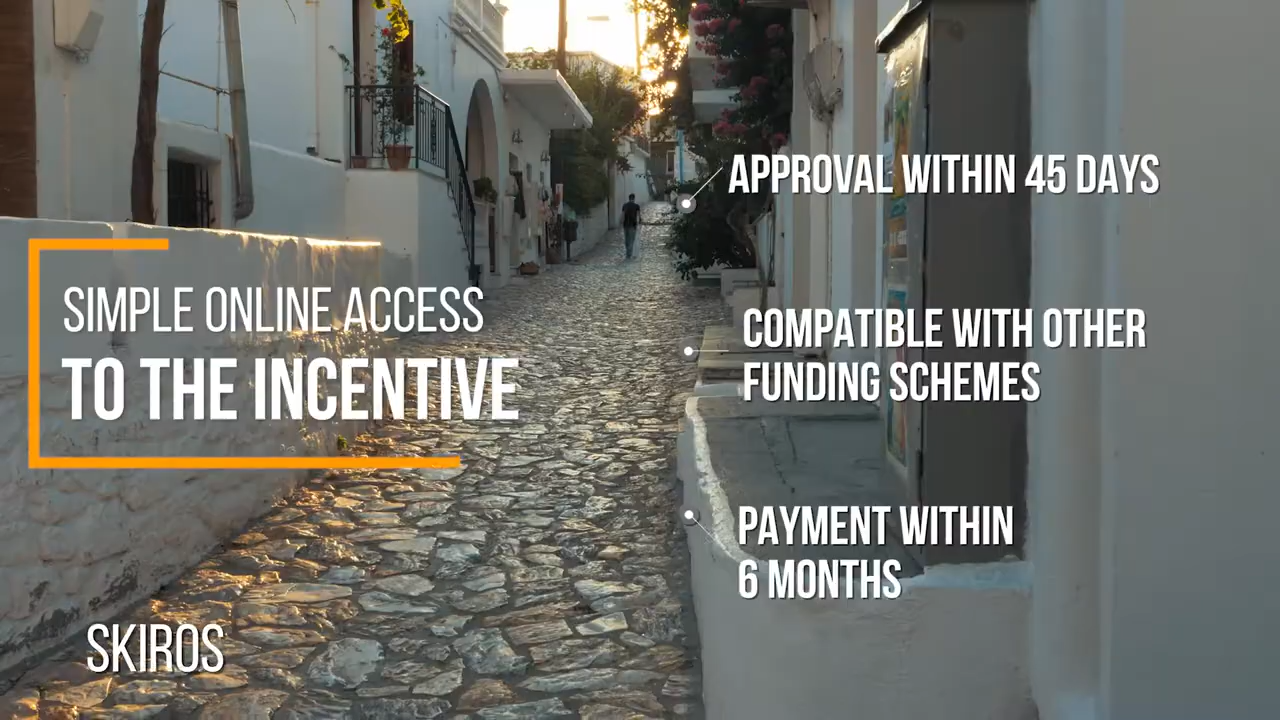 SIMPLE ONLINE ACCESS
TO THE INCENTIVE
APPROVAL WITHIN 45 DAYS
COMPATIBLE WITH OTHER
FUNDING SCHEMES
PAYMENT WITHIN
6 MONTHS
SKIROS